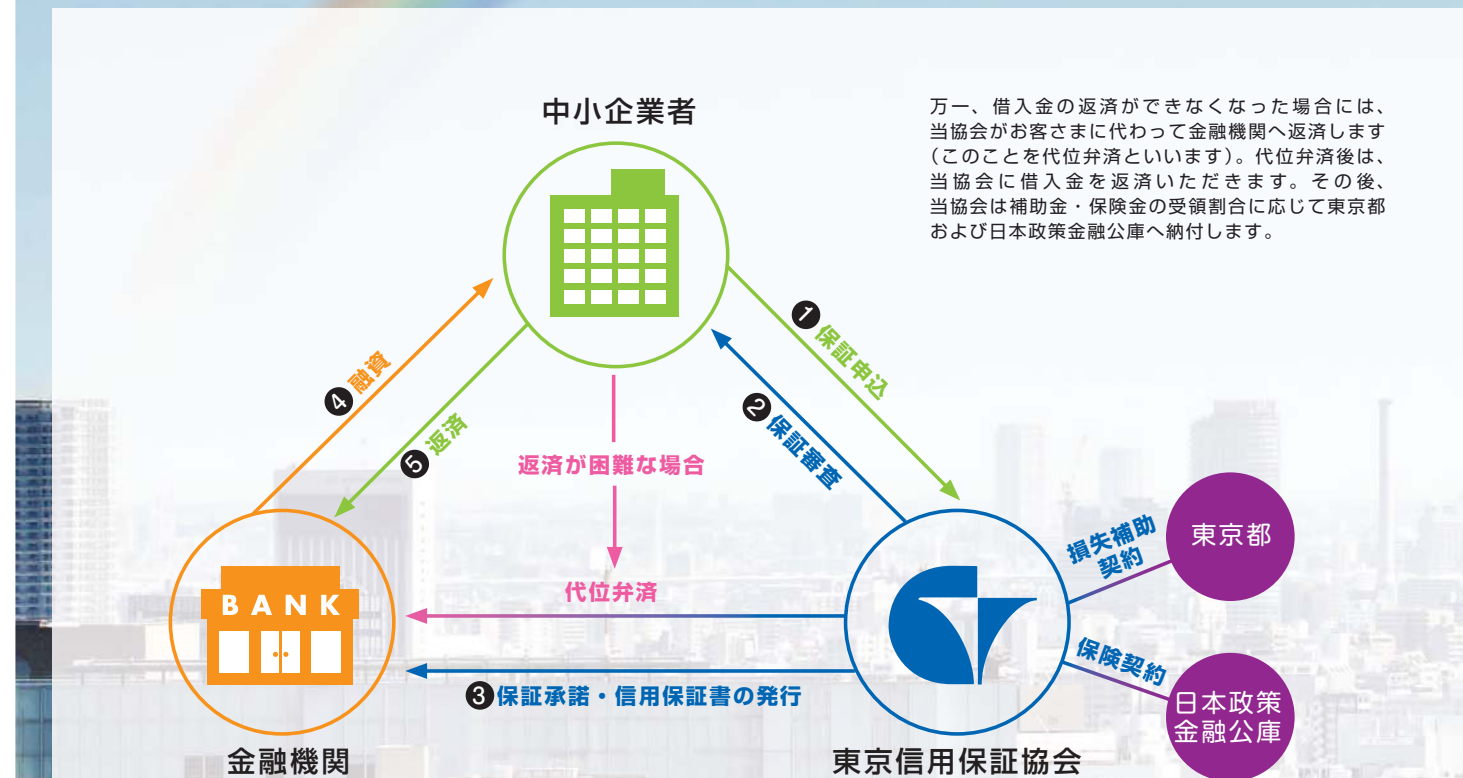 中小企業者
万一、借入金の返済ができなくなった場合には、
当協会がお客さまに代わって金融機関へ返済します
（このことを代位弁済といいます）。代位弁済後は、
当協会に借入金を返済いただきます。その後、
当協会は補助金・保険金の受領割合に応じて東京都
および日本政策金融公庫へ納付します。
❶保証申込
❷保証審査
❹融資
❺返済
返済が困難な場合
代位弁済
BANK
❸保証承諾・信用保証書の発行
損失補助
契約
東京都
保険契約
日本政策
金融公庫
金融機関
東京信用保証協会